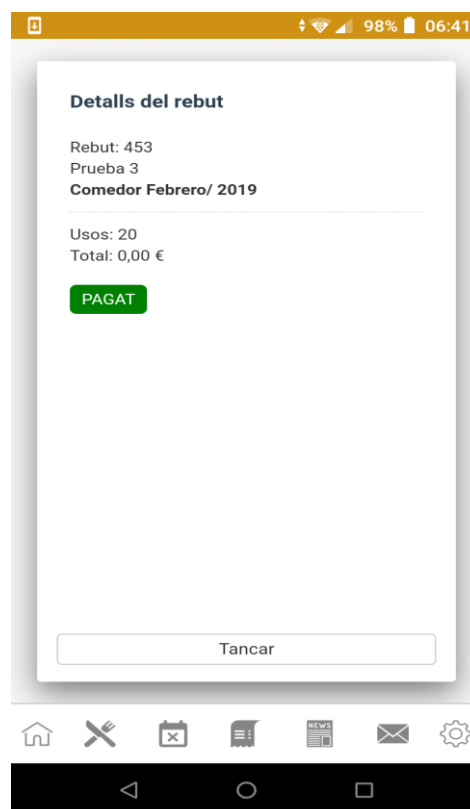 98% 06:41
Detalls del rebut
Rebut: 453
Prueba 3
Comedor Febrero/ 2019
Usos: 20
Total: 0,00 €
PAGAT
Tancar
NEWS